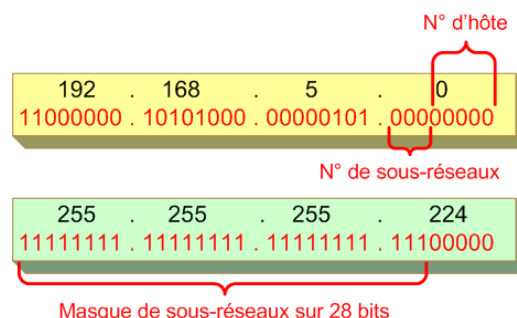 N° d'hôte
192 . 168 . 5 . 0
11000000 . 10101000 . 00000101 . 00000000
N° de sous-réseaux
255 . 255 . 255 . 224
11111111 . 11111111 . 11111111 . 11100000
Masque de sous-réseaux sur 28 bits